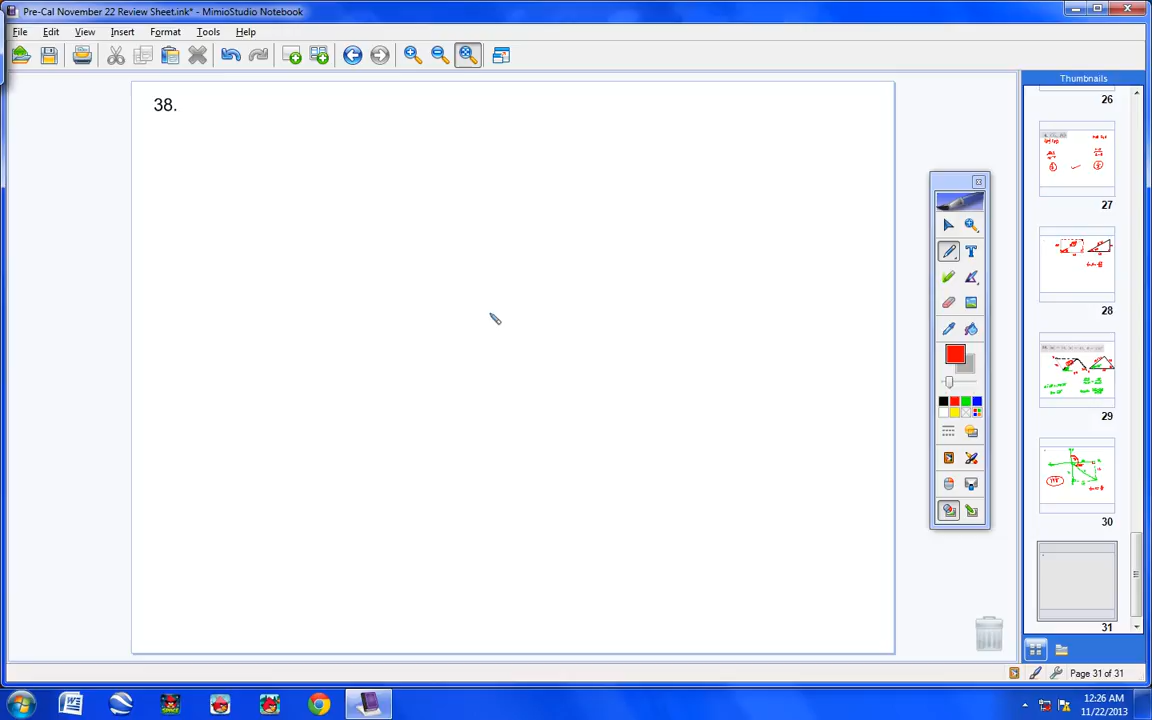 Pre-Cal November 22 Review Sheet.ink* - MimioStudio Notebook
File Edit View Insert Format Tools Help
Thumbnails
38.
26
27
28
29
30
31
T
Page 31 of 31
12:26 AM
11/22/2013